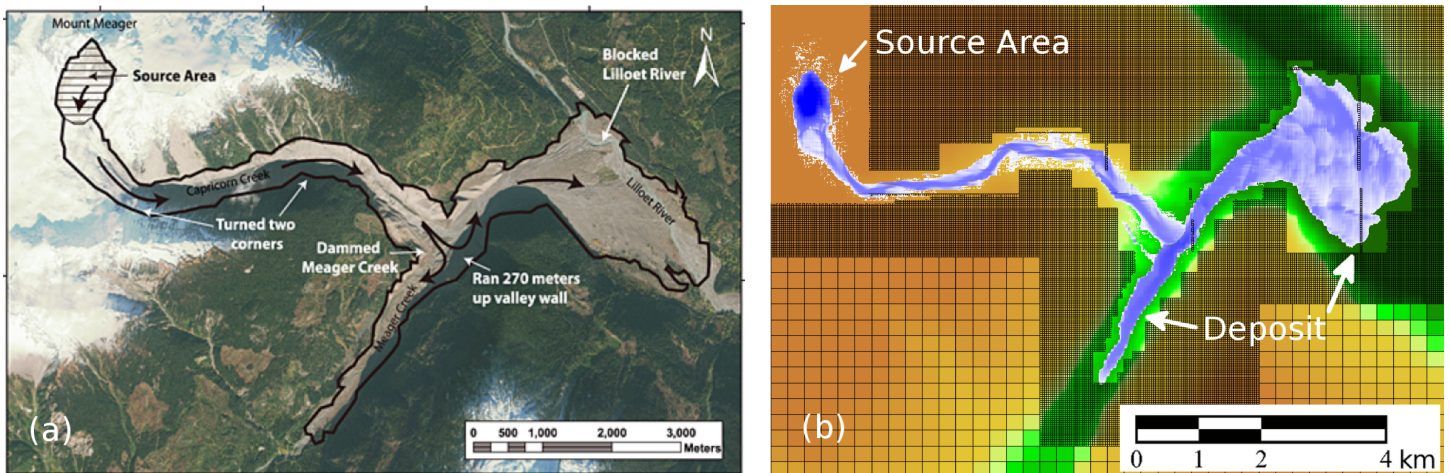 Mount Meager
Source Area
Capricorn Creek
Turned two
corners
Dammed
Meager Creek
Meager Creek
Ran 270 meters
up valley wall
Blocked
Lilloet River
N
Lilloet River
0 500 1,000 2,000 3,000
Meters
(a)
Source Area
Deposit
0 1 2 4 km
(b)